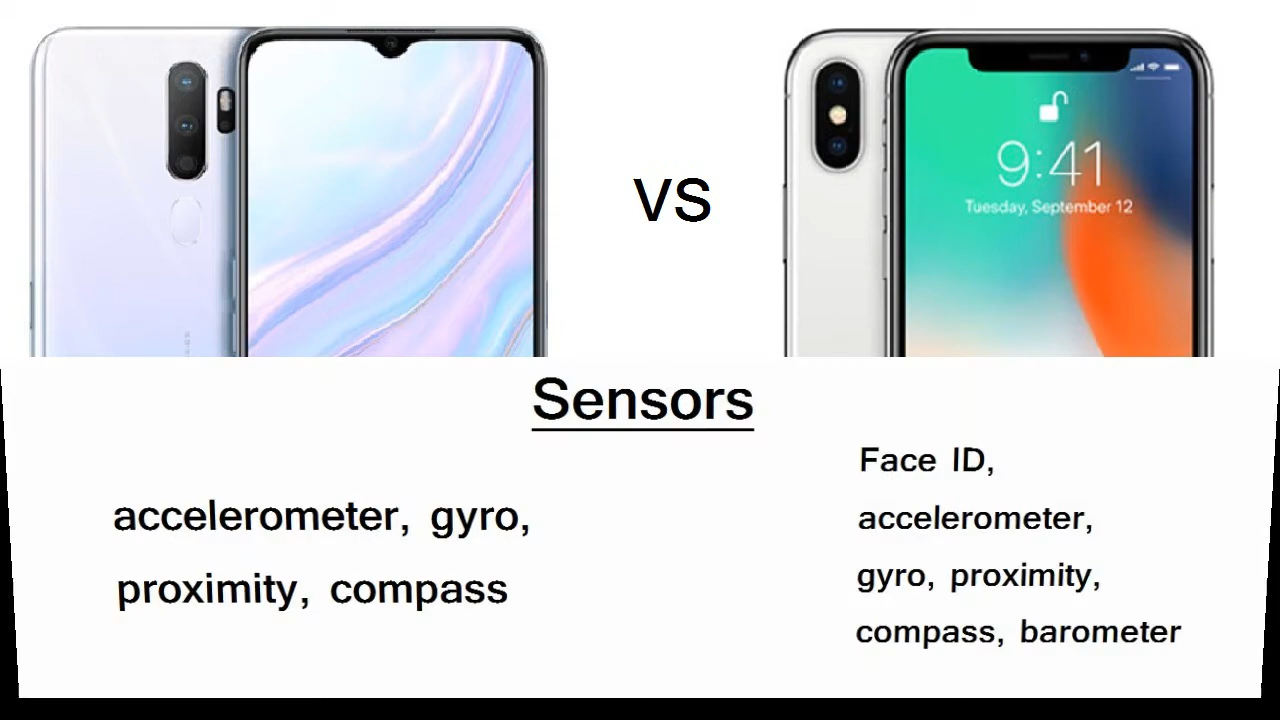 VS
9:41
Tuesday, September 12
Sensors
accelerometer, gyro,
proximity, compass
Face ID,
accelerometer,
gyro, proximity,
compass, barometer